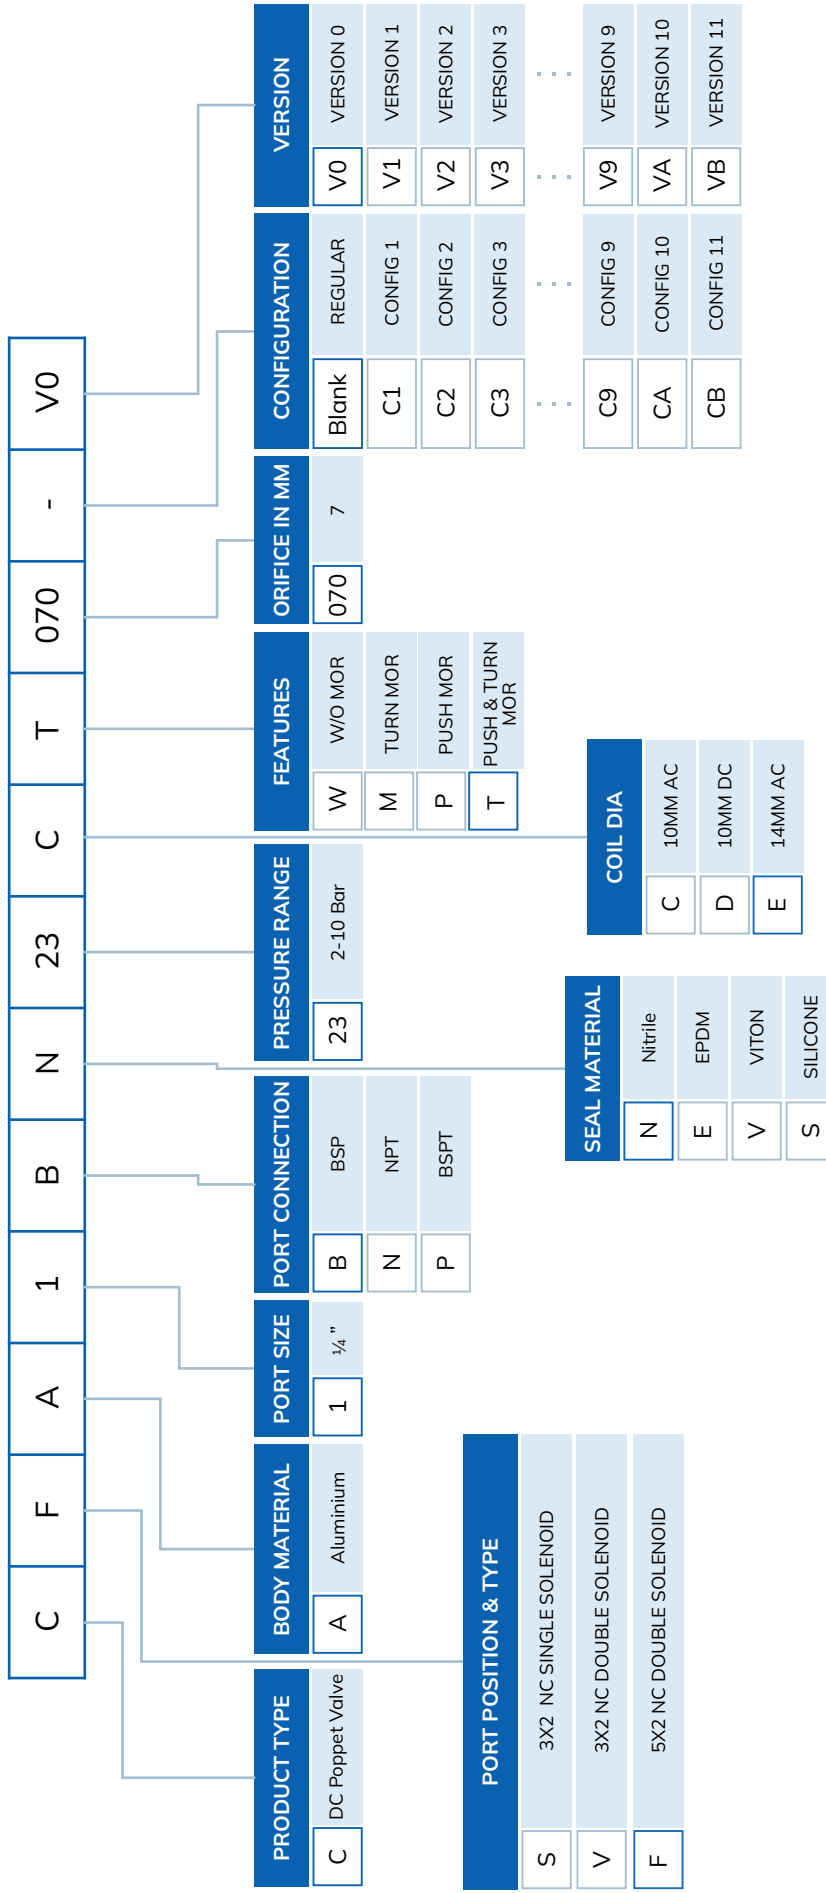 C F A 1 B N 23 C T 070 - V0
PRODUCT TYPE
C DC Poppet Valve
PORT POSITION & TYPE
S 3X2 NC SINGLE SOLENOID
V 3X2 NC DOUBLE SOLENOID
F 5X2 NC DOUBLE SOLENOID
BODY MATERIAL
A Aluminium
PORT SIZE
1 ¼ ”
PORT CONNECTION
B BSP
N NPT
P BSPT
SEAL MATERIAL
N Nitrile
E EPDM
V VITON
S SILICONE
PRESSURE RANGE
23 2-10 Bar
COIL DIA
C 10MM AC
D 10MM DC
E 14MM AC
FEATURES
W W/O MOR
M TURN MOR
P PUSH MOR
T PUSH & TURN
MOR
ORIFICE IN MM
070 7
CONFIGURATION
Blank REGULAR
C1 CONFIG 1
C2 CONFIG 2
C3 CONFIG 3
. . . . . .
C9 CONFIG 9
CA CONFIG 10
CB CONFIG 11
VERSION
V0 VERSION 0
V1 VERSION 1
V2 VERSION 2
V3 VERSION 3
. . . . . .
V9 VERSION 9
VA VERSION 10
VB VERSION 11